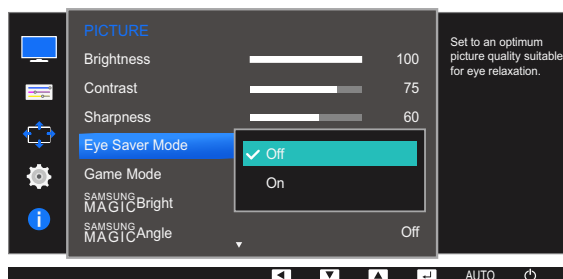 PICTURE
Brightness 100
Contrast 75
Sharpness 60
Eye Saver Mode
Off
On
Game Mode
SAMSUNG
MAGICBright
SAMSUNG
MAGICAngle Off
Set to an optimum
picture quality suitable
for eye relaxation.
AUTO